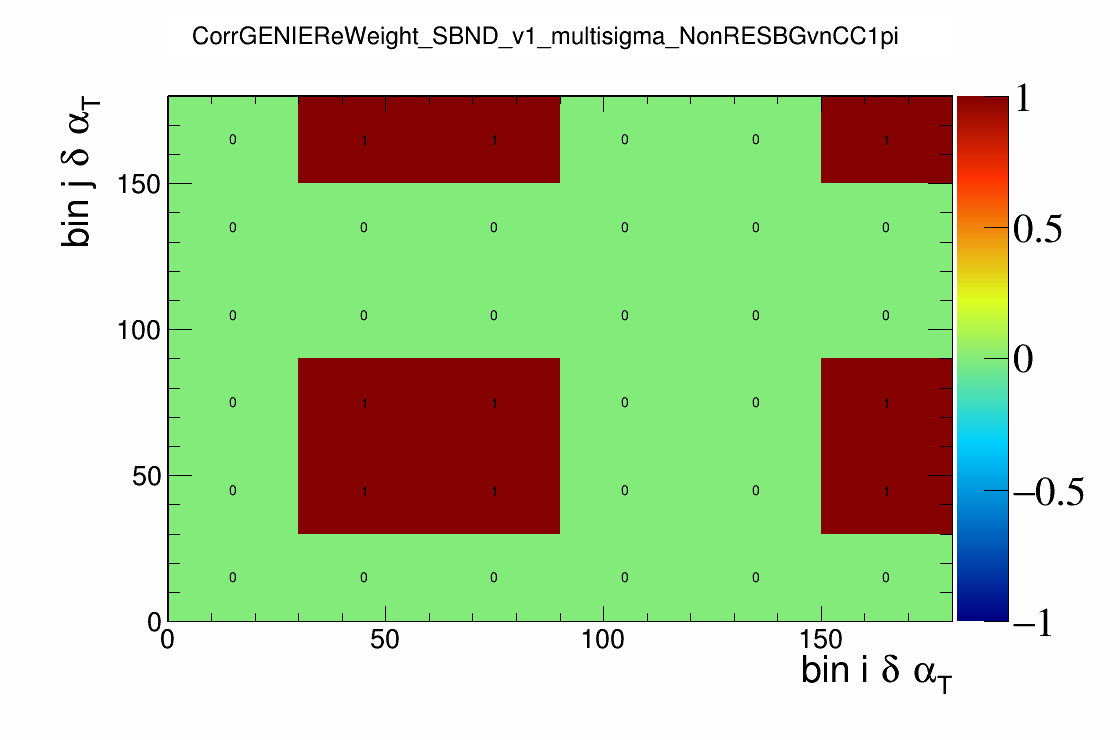 CorrGENIEReWeight_SBND_v1_multisigma_NonRESBGvnCC1pi
bin j δ α_T
150
100
50
0
0 1 1 0 0 1
0 0 0 0 0 0
0 0 0 0 0 0
0 1 1 0 0 1
0 1 1 0 0 1
0 0 0 0 0 0
0 50 100 150
bin i δ α_T
1
0.5
0
−0.5
−1